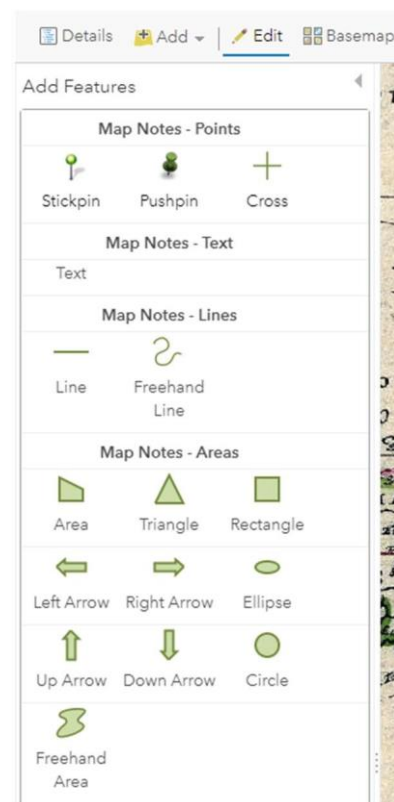 Details Add Edit Basemap
Add Features
Map Notes - Points
Stickpin Pushpin Cross
Map Notes - Text
Text
Map Notes - Lines
Line Freehand Line
Map Notes - Areas
Area Triangle Rectangle
Left Arrow Right Arrow Ellipse
Up Arrow Down Arrow Circle
Freehand
Area